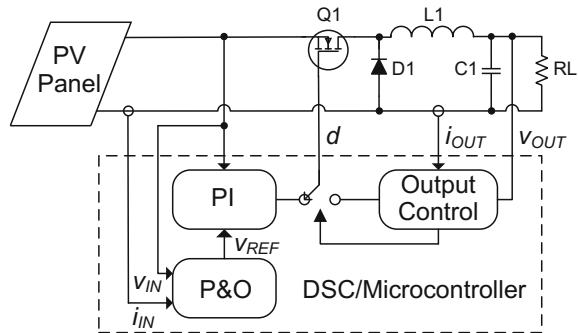 Q1
L1
PV
Panel
D1
C1
RL
d
iOUT
vOUT
PI
Output
Control
vREF
vIN
P&O
DSC/Microcontroller
iIN